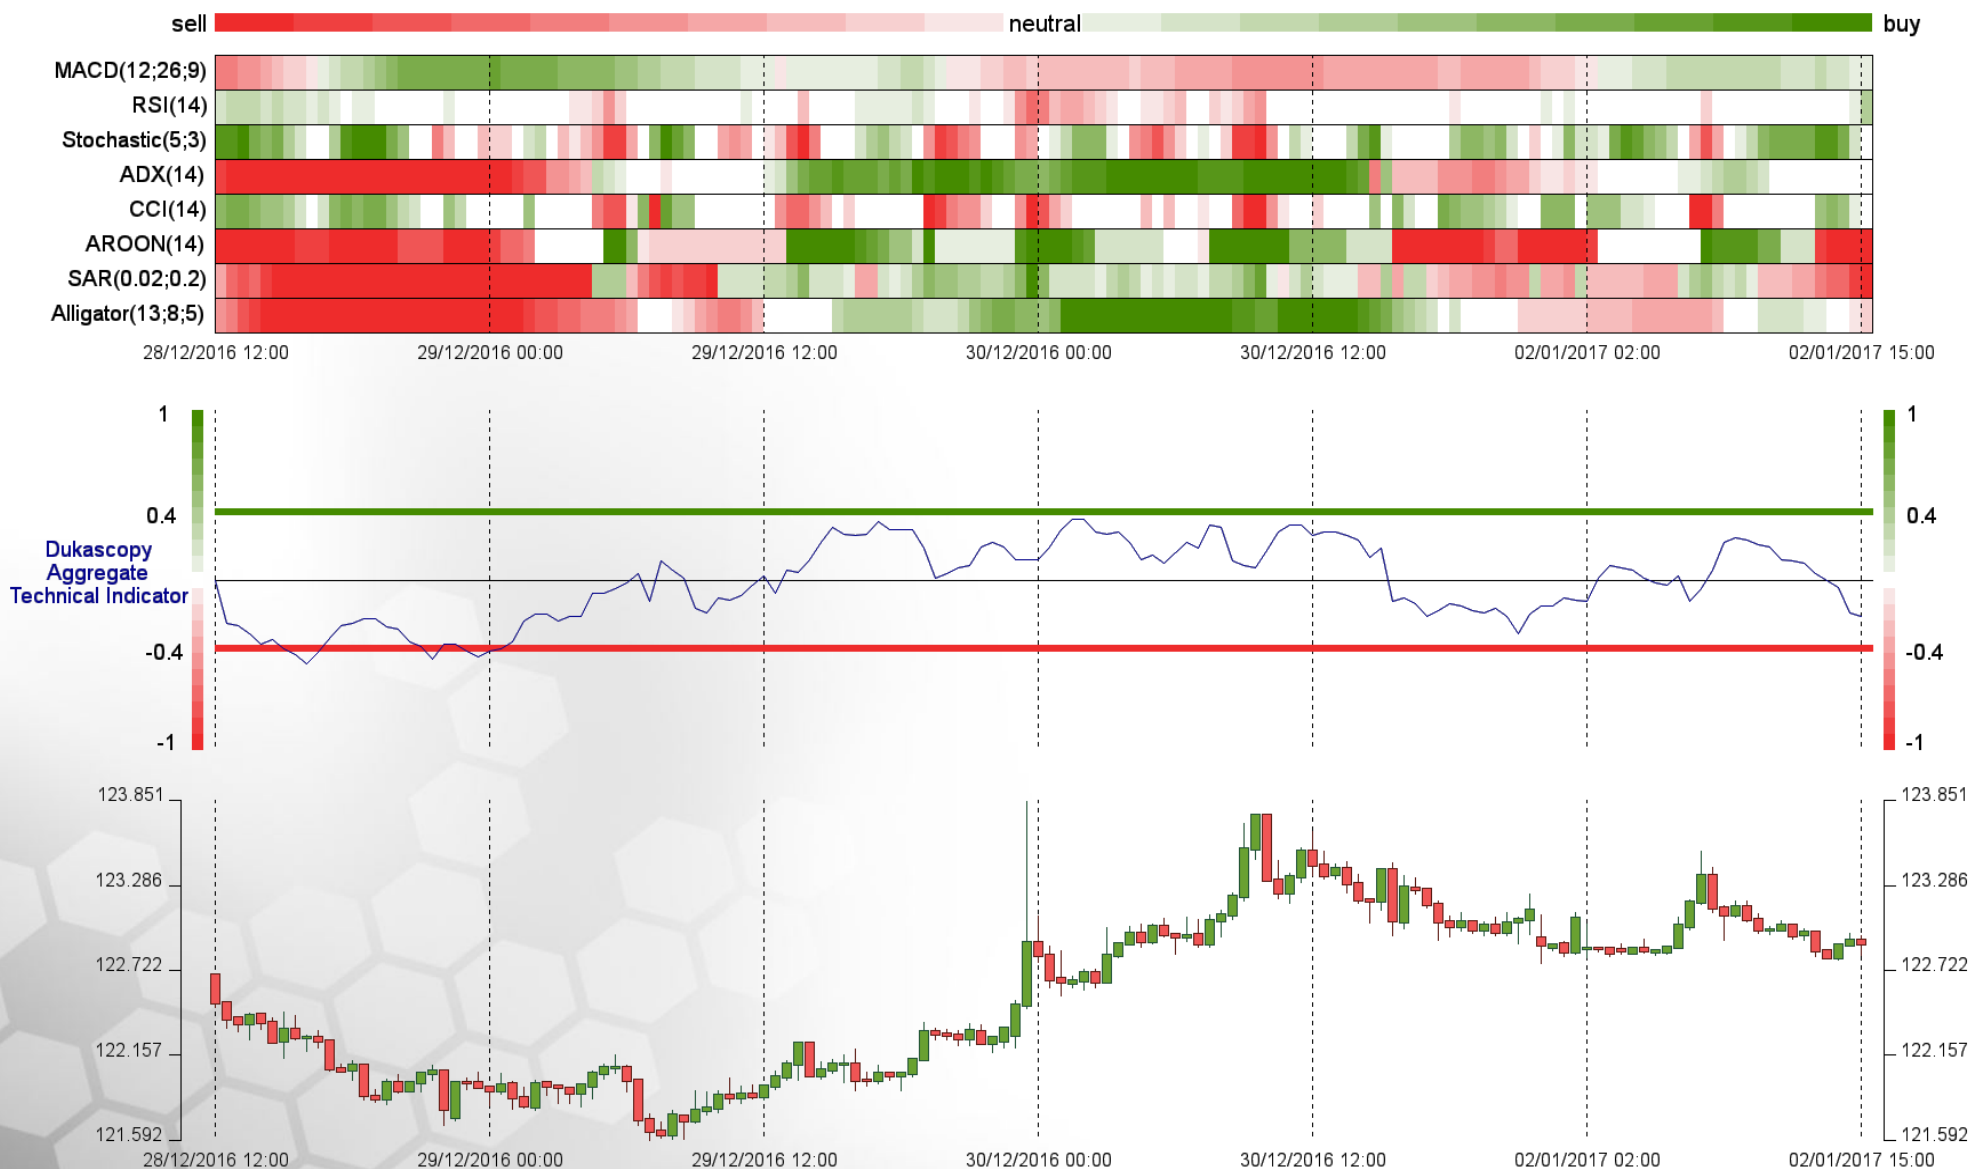 sell neutral buy
MACD(12;26;9)
RSI(14)
Stochastic(5;3)
ADX(14)
CCI(14)
AROON(14)
SAR(0.02;0.2)
Alligator(13;8;5)
28/12/2016 12:00 29/12/2016 00:00 29/12/2016 12:00 30/12/2016 00:00 30/12/2016 12:00 02/01/2017 02:00 02/01/2017 15:00
1 1
0.4 0.4
Dukascopy
Aggregate
Technical Indicator
-0.4 -0.4
-1 -1
123.851 123.851
123.286 123.286
122.722 122.722
122.157 122.157
121.592 121.592
28/12/2016 12:00 29/12/2016 00:00 29/12/2016 12:00 30/12/2016 00:00 30/12/2016 12:00 02/01/2017 02:00 02/01/2017 15:00